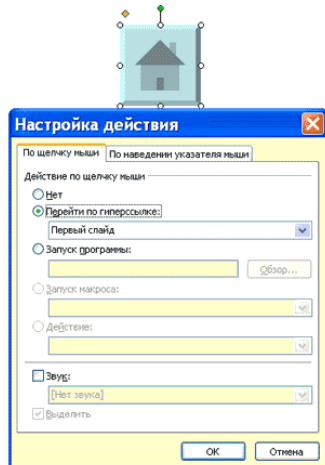 Настройка действия
По щелчку мыши По наведении указателя мыши
Действие по щелчку мыши
Нет
Перейти по гиперссылке:
Первый слайд
Запуск программы:
Обзор...
Запуск макроса:
Действие:
Звук:
[Нет звука]
Выделить
ОК Отмена